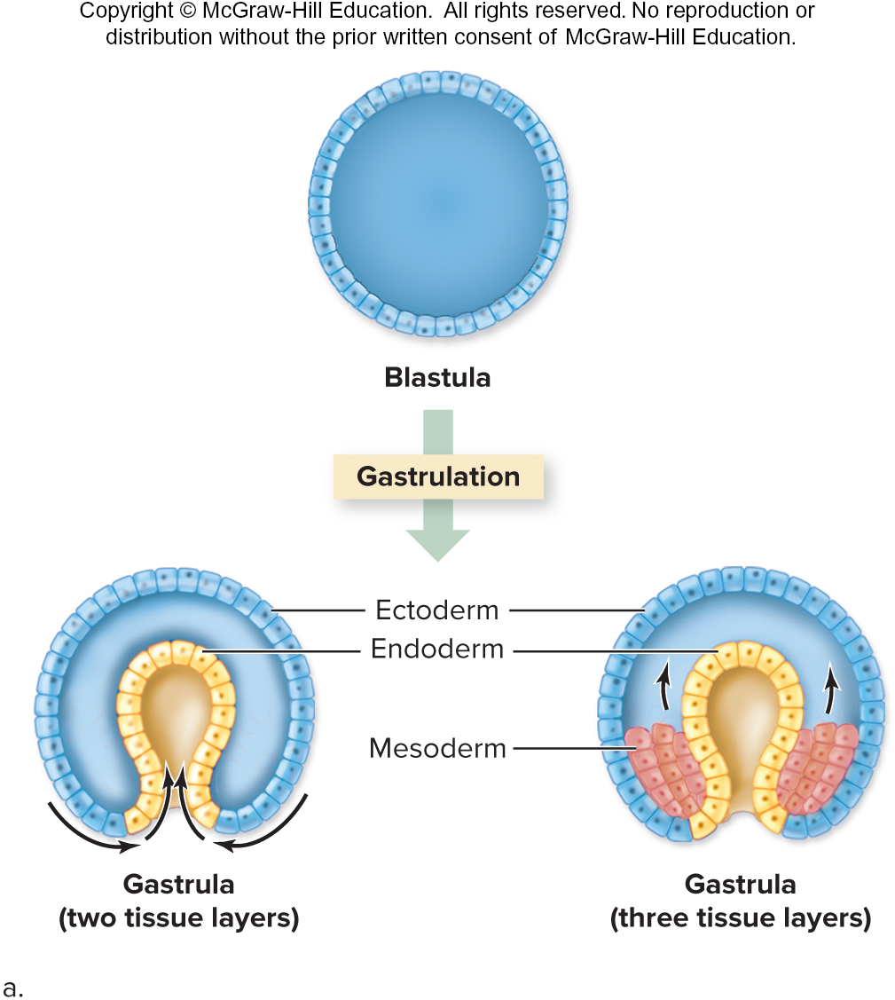 Copyright © McGraw-Hill Education. All rights reserved. No reproduction or
distribution without the prior written consent of McGraw-Hill Education.
Blastula
Gastrulation
Ectoderm
Endoderm
Mesoderm
Gastrula
(two tissue layers)
Gastrula
(three tissue layers)
a.